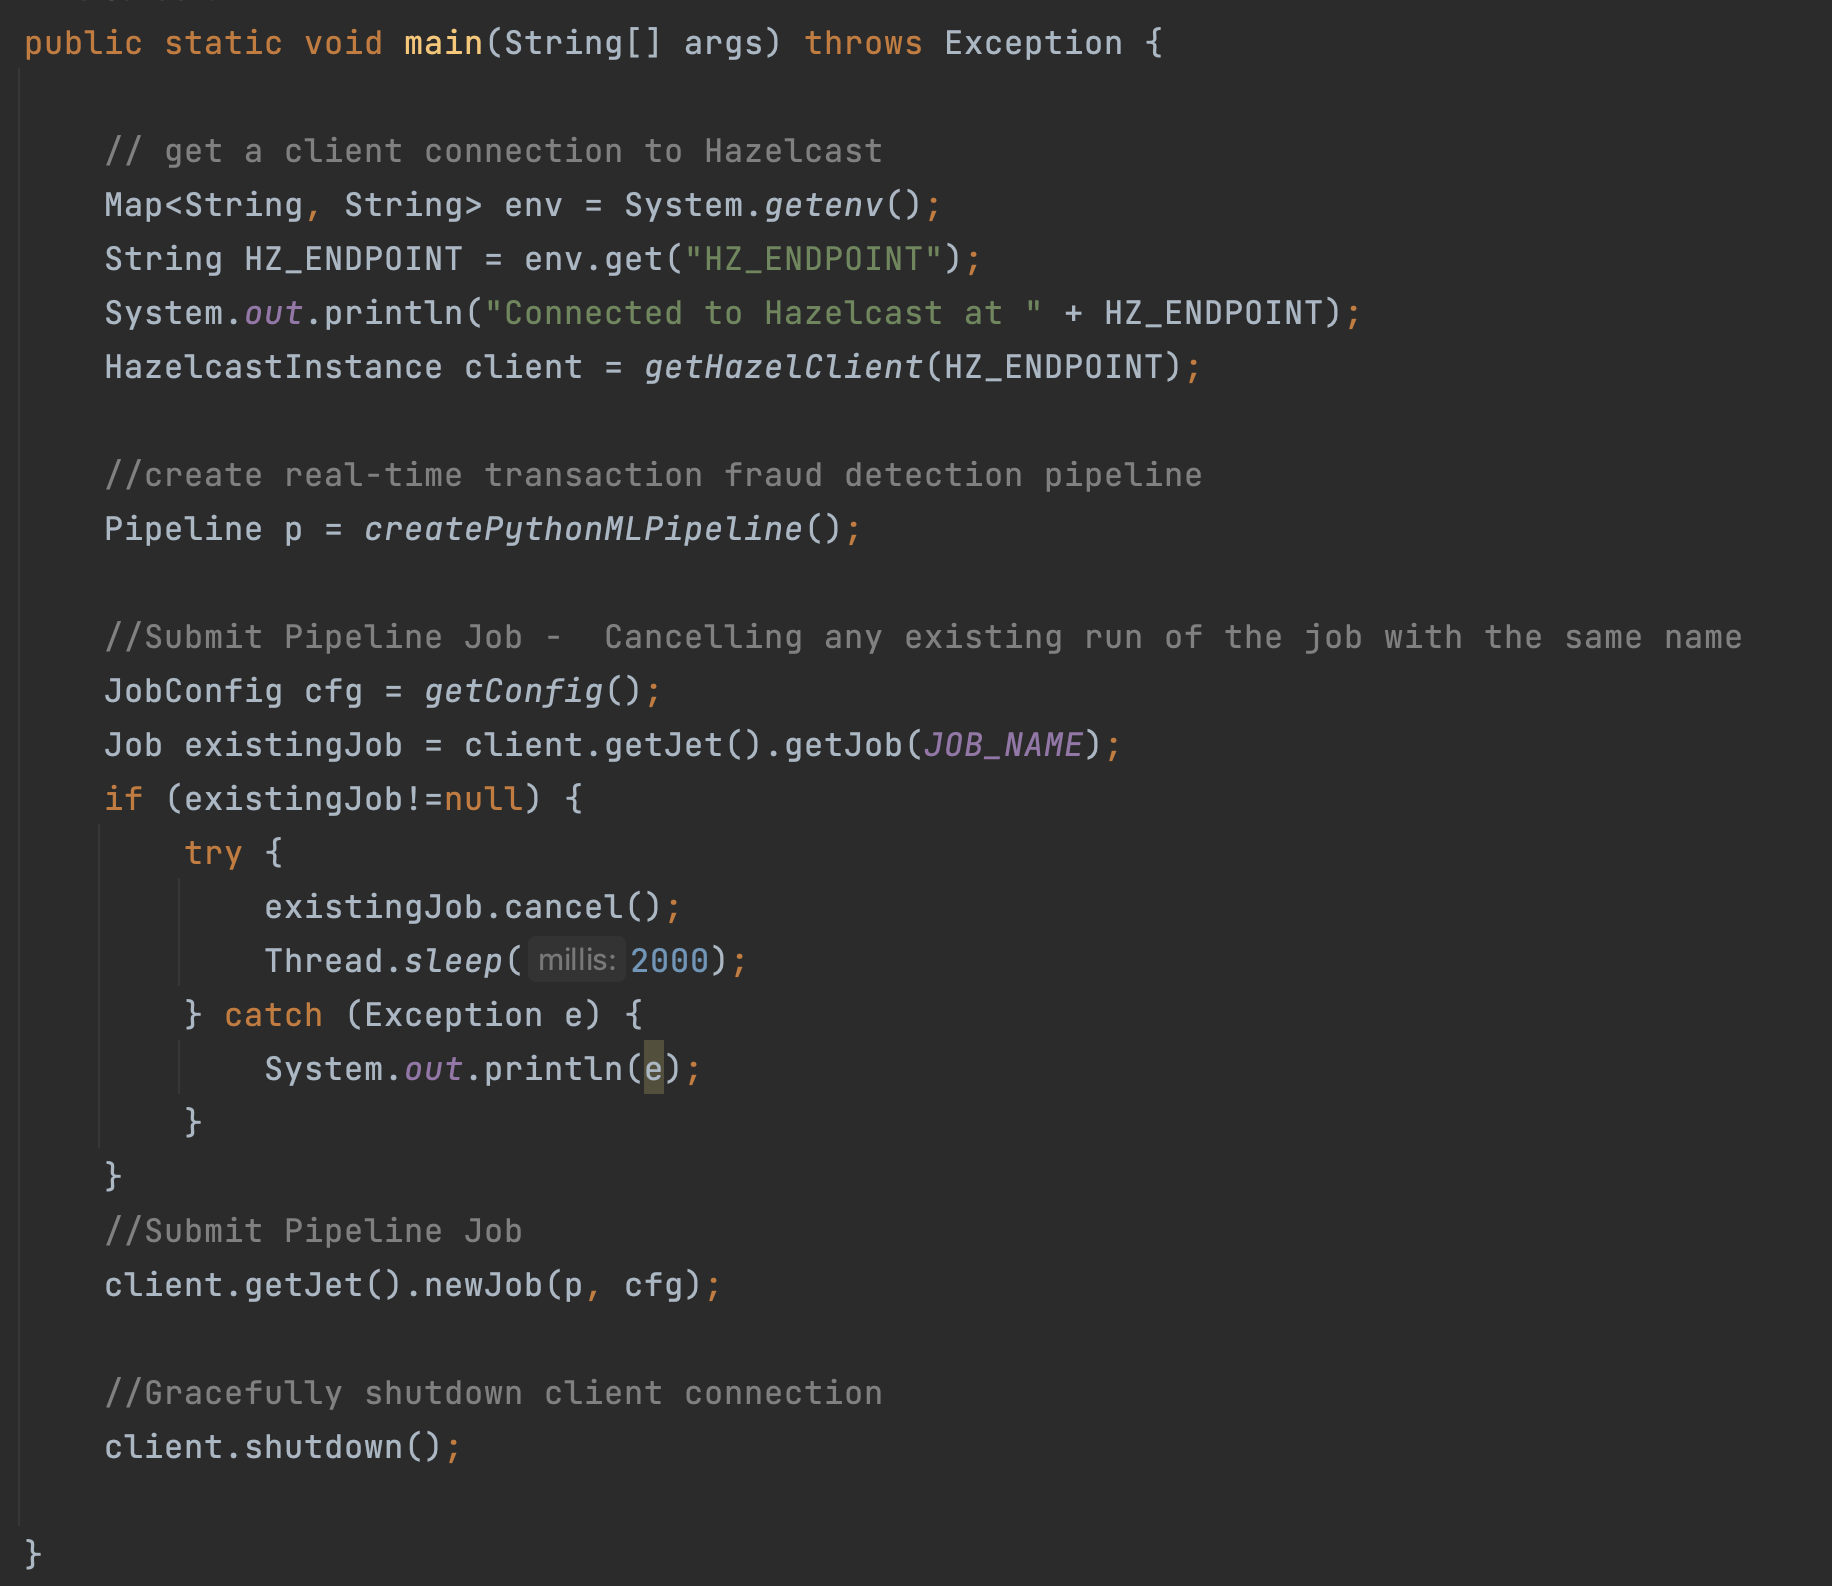 public static void main(String[] args) throws Exception {
// get a client connection to Hazelcast
Map<String, String> env = System.getenv();
String HZ_ENDPOINT = env.get("HZ_ENDPOINT");
System.out.println("Connected to Hazelcast at " + HZ_ENDPOINT);
HazelcastInstance client = getHazelClient(HZ_ENDPOINT);
//create real-time transaction fraud detection pipeline
Pipeline p = createPythonMLPipeline();
//Submit Pipeline Job -  Cancelling any existing run of the job with the same name
JobConfig cfg = getConfig();
Job existingJob = client.getJet().getJob(JOB_NAME);
if (existingJob!=null) {
try {
existingJob.cancel();
Thread.sleep( millis: 2000);
} catch (Exception e) {
System.out.println(e);
}
}
//Submit Pipeline Job
client.getJet().newJob(p, cfg);
//Gracefully shutdown client connection
client.shutdown();
}